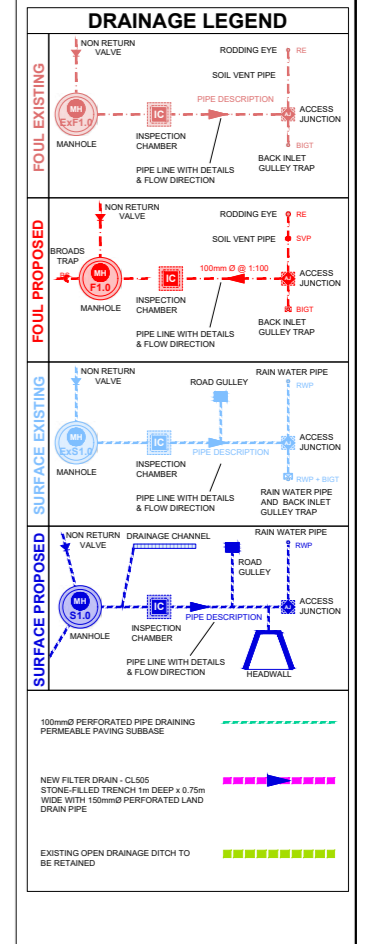 DRAINAGE LEGEND
FOUL EXISTING
NON RETURN
VALVE
RODDING EYE
RE
SOIL VENT PIPE
PIPE DESCRIPTION
MH
ExF1.0
IC
AJ
ACCESS
JUNCTION
INSPECTION
CHAMBER
MANHOLE
BIGT
BACK INLET
GULLEY TRAP
PIPE LINE WITH DETAILS
& FLOW DIRECTION
FOUL PROPOSED
NON RETURN
VALVE
RODDING EYE
RE
SOIL VENT PIPE
SVP
BROADS
TRAP
100mm Ø @ 1:100
MH
F1.0
IC
AJ
ACCESS
JUNCTION
INSPECTION
CHAMBER
MANHOLE
BIGT
BACK INLET
GULLEY TRAP
PIPE LINE WITH DETAILS
& FLOW DIRECTION
SURFACE EXISTING
NON RETURN
VALVE
RAIN WATER PIPE
ROAD GULLEY
RWP
MH
ExS1.0
IC
AJ
ACCESS
JUNCTION
PIPE DESCRIPTION
INSPECTION
CHAMBER
MANHOLE
RWP + BIGT
RAIN WATER PIPE
AND BACK INLET
GULLEY TRAP
PIPE LINE WITH DETAILS
& FLOW DIRECTION
SURFACE PROPOSED
NON RETURN
VALVE
DRAINAGE CHANNEL
RAIN WATER PIPE
RWP
ROAD
GULLEY
MH
S1.0
IC
AJ
ACCESS
JUNCTION
PIPE DESCRIPTION
INSPECTION
CHAMBER
MANHOLE
PIPE LINE WITH DETAILS
& FLOW DIRECTION
HEADWALL
100mmØ PERFORATED PIPE DRAINING
PERMEABLE PAVING SUBBASE
NEW FILTER DRAIN - CL505
STONE-FILLED TRENCH 1m DEEP x 0.75m
WIDE WITH 150mmØ PERFORATED LAND
DRAIN PIPE
EXISTING OPEN DRAINAGE DITCH TO
BE RETAINED